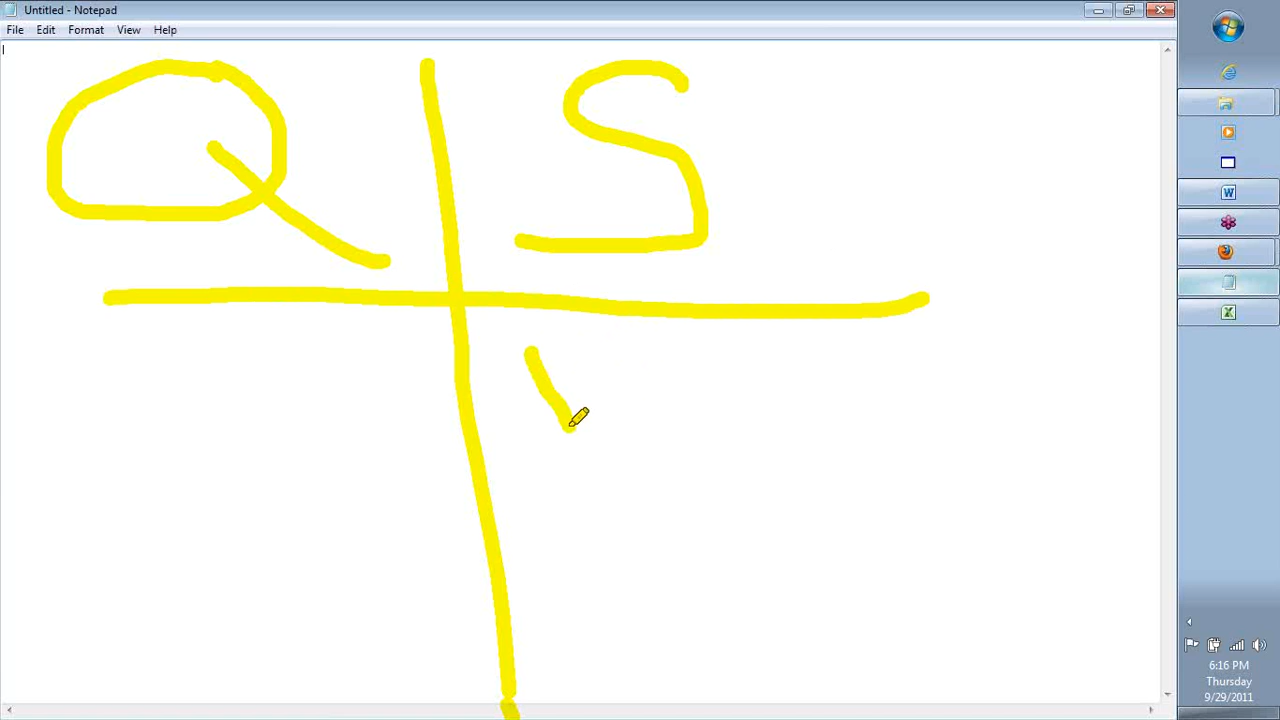 Untitled - Notepad
File Edit Format View Help
Q S
6:16 PM
Thursday
9/29/2011